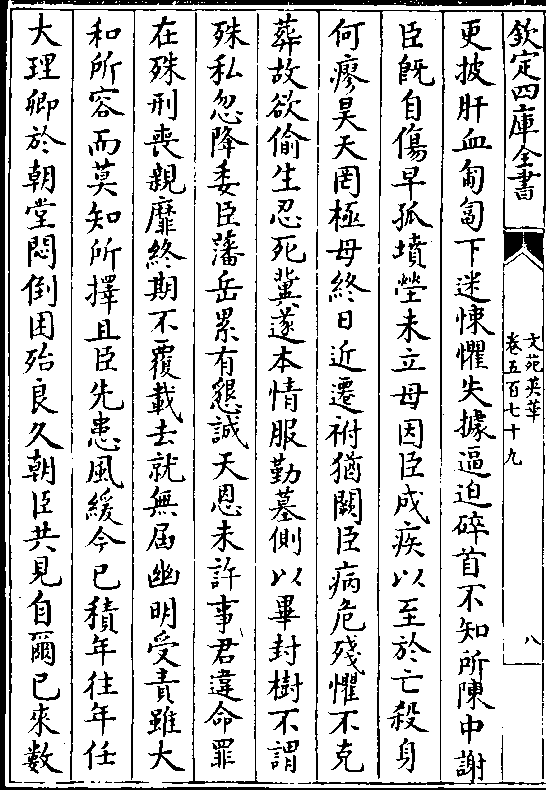 欽定四庫全書
文苑英華
卷五百七十九
八
更披肝血匍匐下迷悚懼失據逼迫碎首不知所陳中謝
臣既自傷早孤墳塋未立母因臣成疾以至於亡殺身
何瘳昊天罔極母終日近遷祔猶闕臣病危殘懼不克
葬故欲偷生忍死冀遂本情服勤墓側以畢封樹不謂
殊私忽降委臣藩岳累有懇誠天恩未許事君違命罪
在殊刑喪親靡終期不覆載去就無屆幽明受責雖大
和所容而莫知所擇且臣先患風緩今已積年往年任
大理卿於朝堂悶倒困殆良久朝臣共見自爾已來數